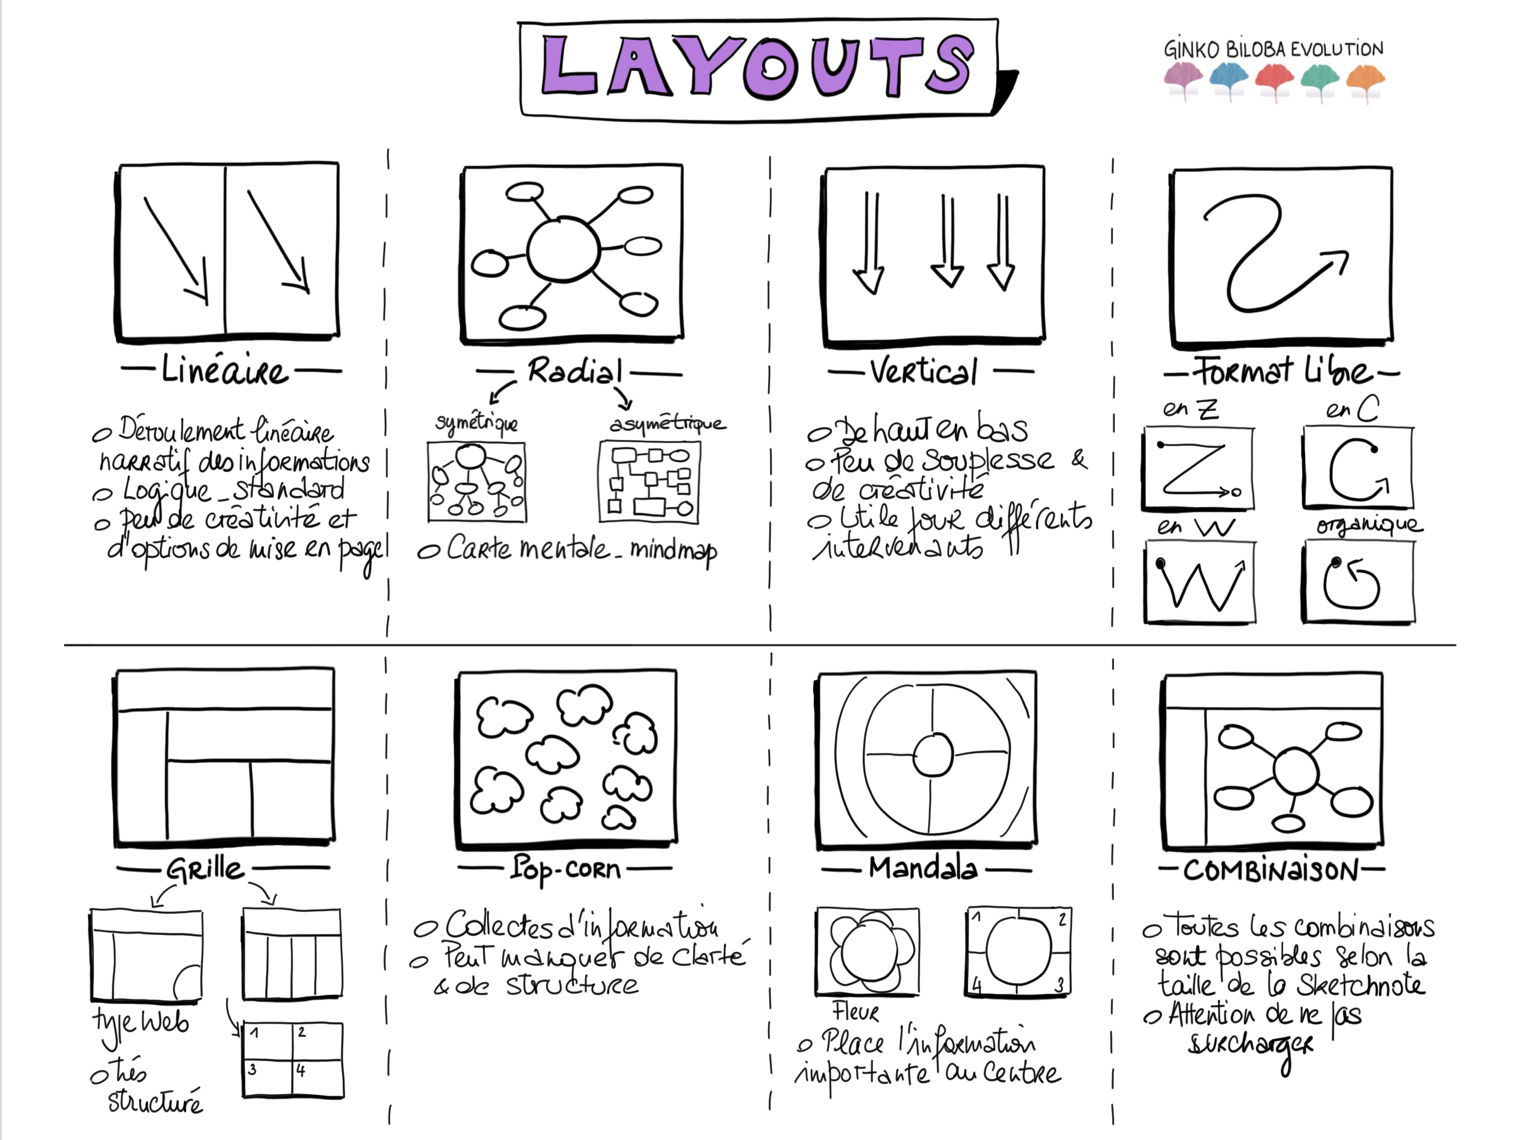 LAYOUTS
GINKO BILOBA EVOLUTION
Linéaire
o Déroulement linéaire
narratif des informations
o Logique_standard
o peu de créativité et
d'options de mise en page
Radial
symétrique
asymétrique
o Carte mentale_mindmap
Vertical
o De haut en bas
o Peu de souplesse &
de créativité
o Utile pour différents
intervenants
Format Libre
en Z
en C
en W
organique
Grille
type Web
o très
structuré
1 2
3 4
Pop-corn
o Collectes d'information
o Peut manquer de clarté
& de structure
Mandala
Fleur
1 2
4 3
o Place l'information
importante au centre
COMBINAISON
o Toutes les combinaisons
sont possibles selon la
taille de la Sketchnote
o Attention de ne pas
surcharger